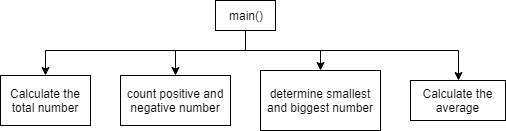 main()
Calculate the
total number
count positive and
negative number
determine smallest
and biggest number
Calculate the
average